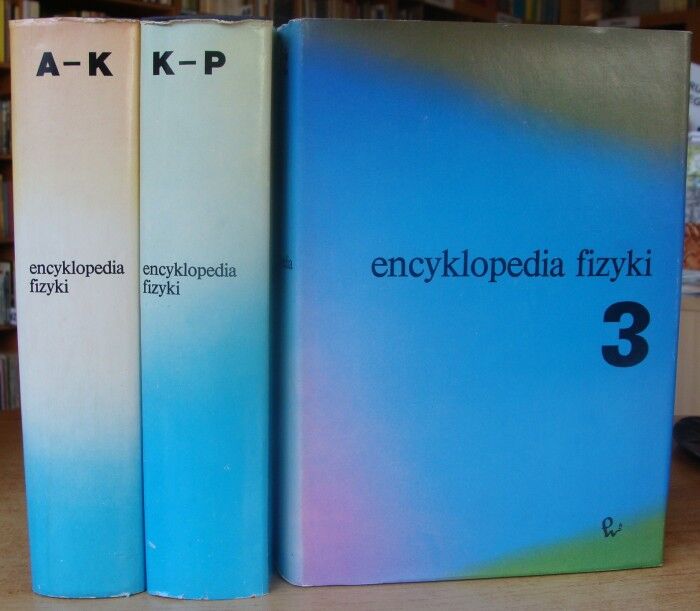 A–K
encyklopedia
fizyki
K–P
encyklopedia
fizyki
encyklopedia fizyki
3